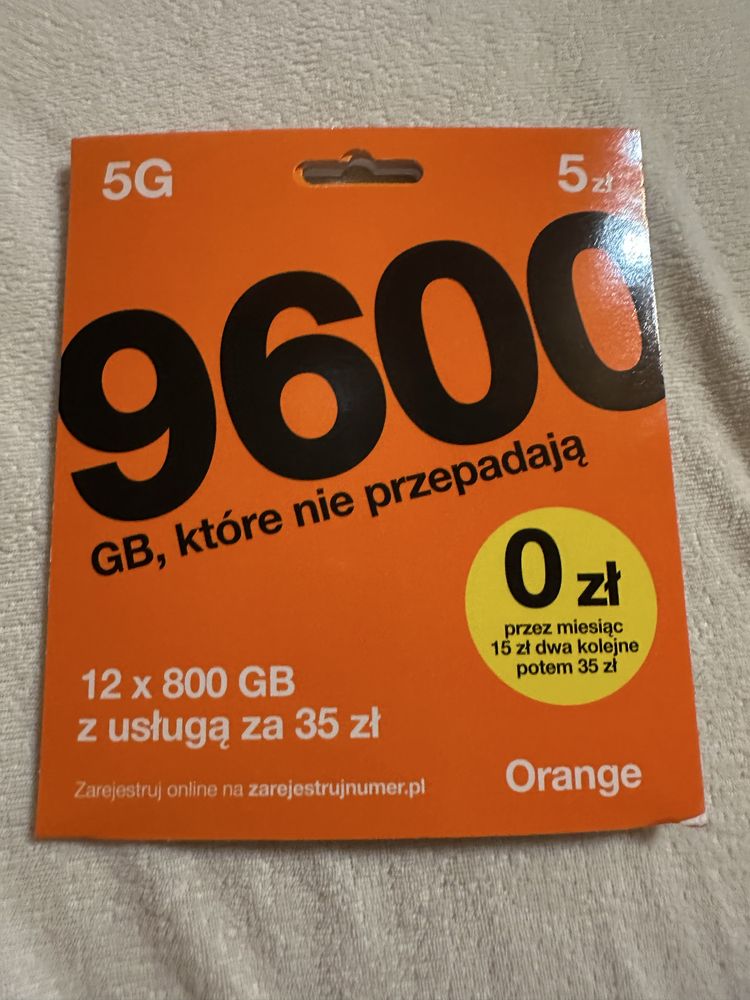 5G
5 zł
9600
GB, które nie przepadają
0 zł
przez miesiąc
15 zł dwa kolejne
potem 35 zł
12 x 800 GB
z usługą za 35 zł
Zarejestruj online na zarejestrujnumer.pl
Orange